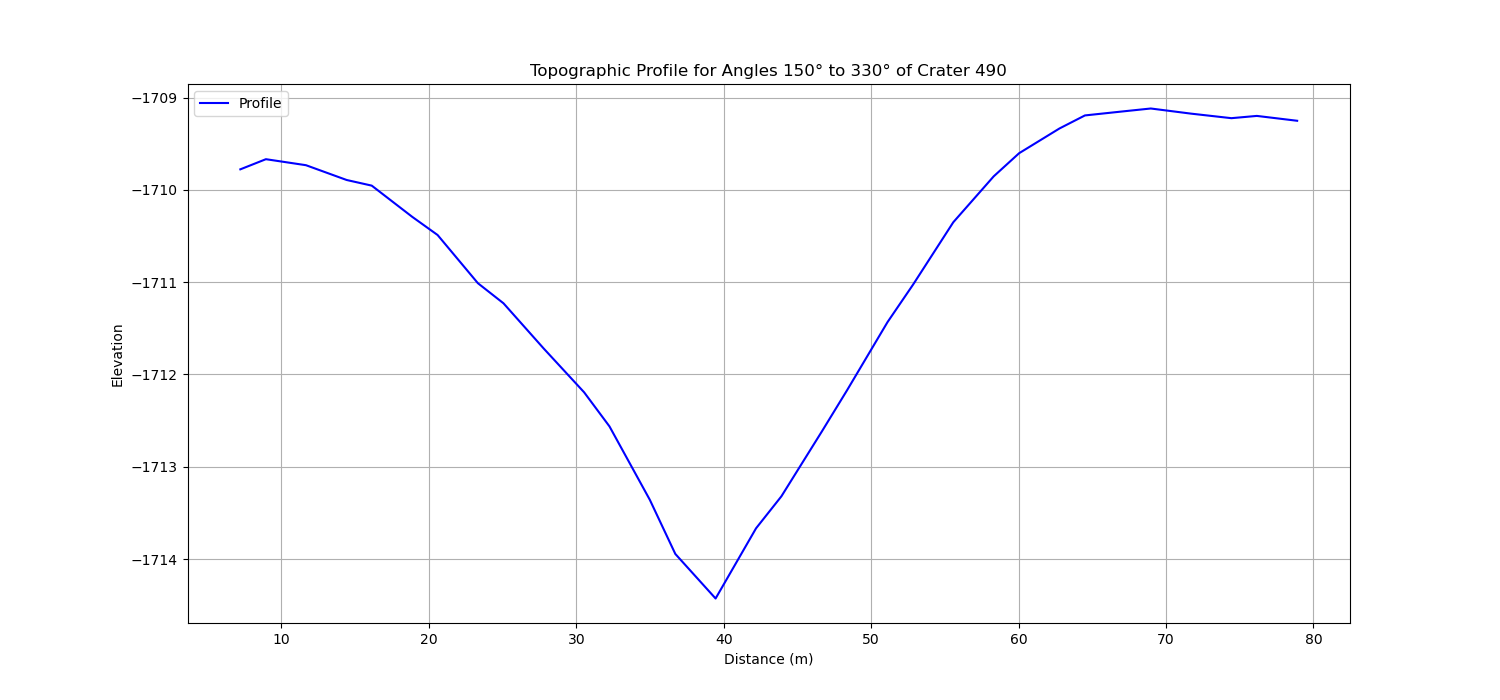 Topographic Profile for Angles 150° to 330° of Crater 490
Profile
−1709
−1710
−1711
−1712
−1713
−1714
Elevation
10 20 30 40 50 60 70 80
Distance (m)